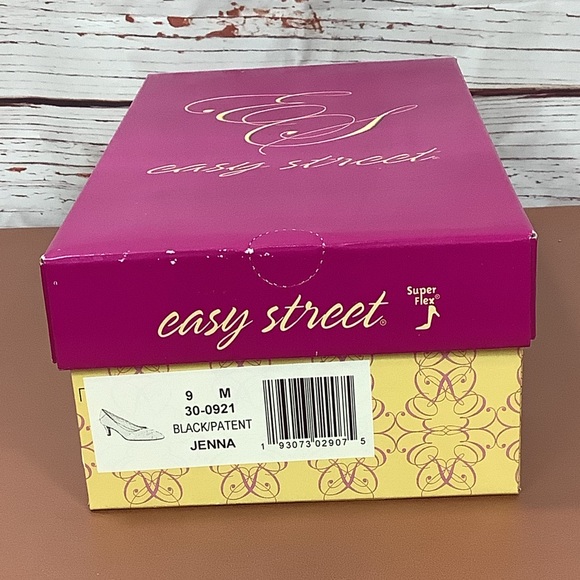 ES
easy street®
easy street®
Super
Flex®
9 M
30-0921
BLACK/PATENT
JENNA
1 93073 02907 5